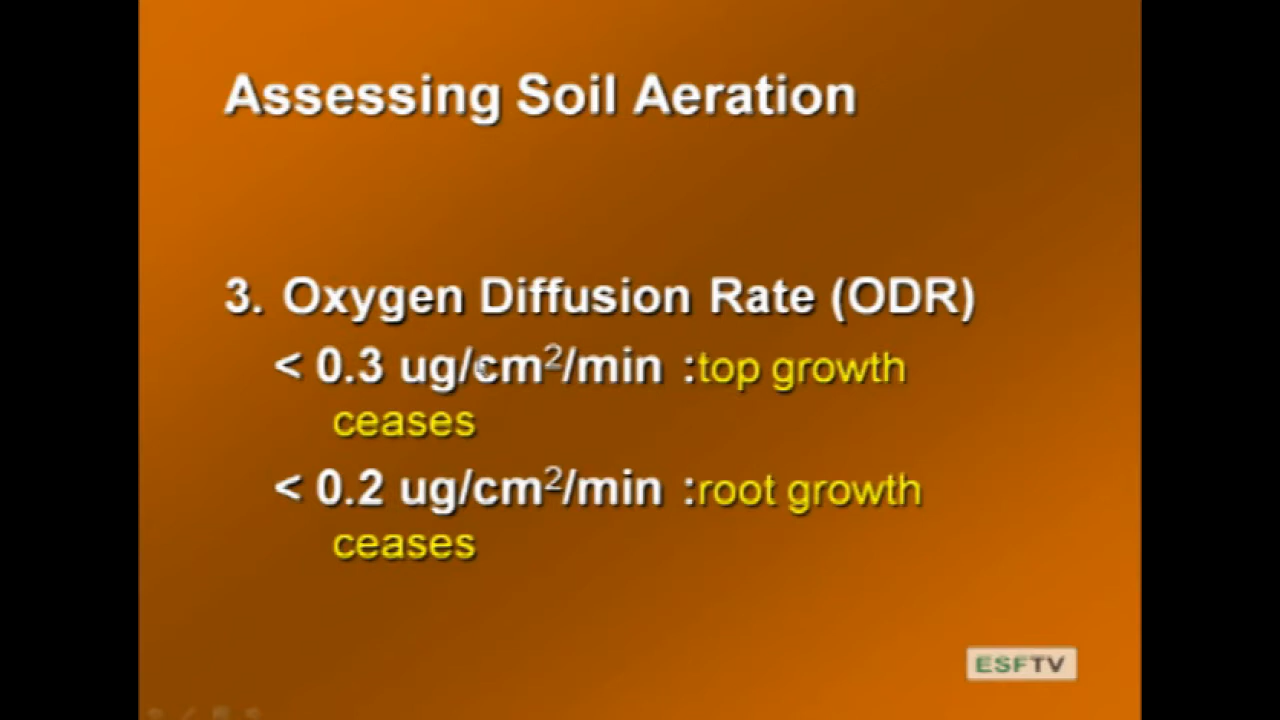 Assessing Soil Aeration
3. Oxygen Diffusion Rate (ODR)
< 0.3 ug/cm²/min :top growth
ceases
< 0.2 ug/cm²/min :root growth
ceases
ESFTV